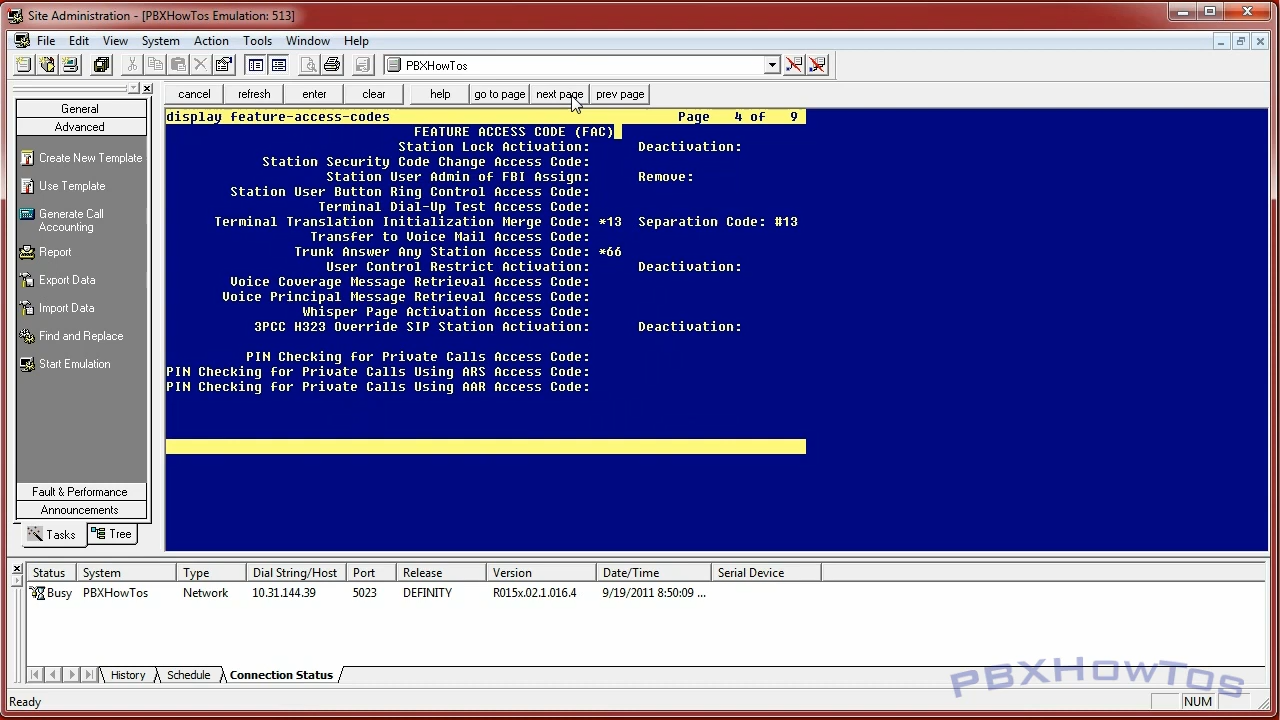 Site Administration - [PBXHowTos Emulation: 513]
File Edit View System Action Tools Window Help
PBXHowTos
General
Advanced
Create New Template
Use Template
Generate Call
Accounting
Report
Export Data
Import Data
Find and Replace
Start Emulation
Fault & Performance
Announcements
Tasks Tree
cancel refresh enter clear help go to page next page prev page
display feature-access-codes Page 4 of 9
FEATURE ACCESS CODE (FAC)
Station Lock Activation: Deactivation:
Station Security Code Change Access Code:
Station User Admin of FBI Assign: Remove:
Station User Button Ring Control Access Code:
Terminal Dial-Up Test Access Code:
Terminal Translation Initialization Merge Code: *13 Separation Code: #13
Transfer to Voice Mail Access Code:
Trunk Answer Any Station Access Code: *66
User Control Restrict Activation: Deactivation:
Voice Coverage Message Retrieval Access Code:
Voice Principal Message Retrieval Access Code:
Whisper Page Activation Access Code:
3PCC H323 Override SIP Station Activation: Deactivation:
PIN Checking for Private Calls Access Code:
PIN Checking for Private Calls Using ARS Access Code:
PIN Checking for Private Calls Using AAR Access Code:
Status System Type Dial String/Host Port Release Version Date/Time Serial Device
Busy PBXHowTos Network 10.31.144.39 5023 DEFINITY R015x.02.1.016.4 9/19/2011 8:50:09 ...
History Schedule Connection Status
PBXHowTos
Ready NUM